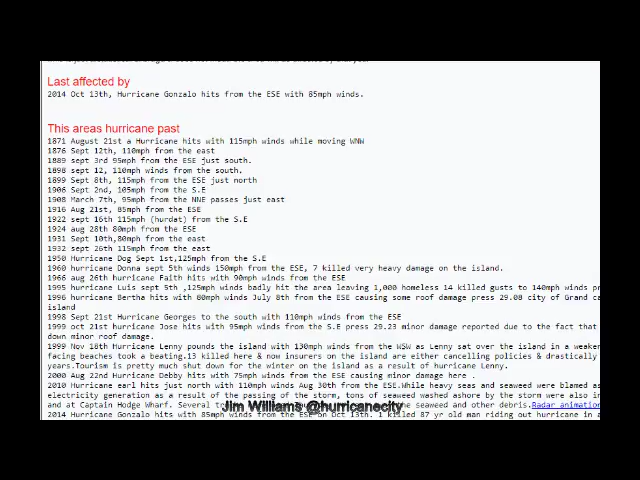 Last affected by
2014 Oct 13th, Hurricane Gonzalo hits from the ESE with 85mph winds.
This areas hurricane past
1871 August 21st a Hurricane hits with 115mph winds while moving WNW
1876 Sept 12th, 110mph from the east
1889 sept 3rd 95mph from the ESE just south.
1898 sept 12, 110mph winds from the south.
1899 Sept 8th, 115mph from the ESE just north
1906 Sept 2nd, 105mph from the S.E
1908 March 7th, 95mph from the NNE passes just east
1916 Aug 21st, 85mph from the ESE
1922 sept 16th 115mph (hurdat) from the S.E
1924 aug 28th 80mph from the ESE
1931 Sept 10th,80mph from the east
1932 sept 26th 115mph from the east
1950 Hurricane Dog Sept 1st,125mph from the S.E
1960 hurricane Donna sept 5th winds 150mph from the ESE, 7 killed very heavy damage on the island.
1966 aug 26th hurricane Faith hits with 90mph winds from the ESE
1995 hurricane Luis sept 5th ,125mph winds badly hit the area leaving 1,000 homeless 14 killed gusts to 140mph winds pr
1996 hurricane Bertha hits with 80mph winds July 8th from the ESE causing some roof damage press 29.08 city of Grand ca
island
1998 Sept 21st Hurricane Georges to the south with 110mph winds from the ESE
1999 oct 21st hurricane Jose hits with 95mph winds from the S.E press 29.23 minor damage reported due to the fact that
down minor roof damage.
1999 Nov 18th Hurricane Lenny pounds the island with 130mph winds from the WSW as Lenny sat over the island in a weaker
facing beaches took a beating.13 killed here & now insurers on the island are either cancelling policies & drastically
years.Tourism is pretty much shut down for the winter on the island as a result of hurricane Lenny.
2000 Aug 22nd Hurricane Debby hits with 75mph winds from the ESE causing minor damage here .
2010 Hurricane earl hits just north with 110mph winds Aug 30th from the ESE.While heavy seas and seaweed were blamed as
electricity generation as a result of the passing of the storm, tons of seaweed washed ashore by the storm were also in
and at Captain Hodge Wharf. Several the seaweed and other debris.Radar animation
2014 Hurricane Gonzalo hits with 85mph winds from the ESE on Oct 13th. 1 killed 87 yr old man riding out hurricane in a
Jim Williams @hurricanecity